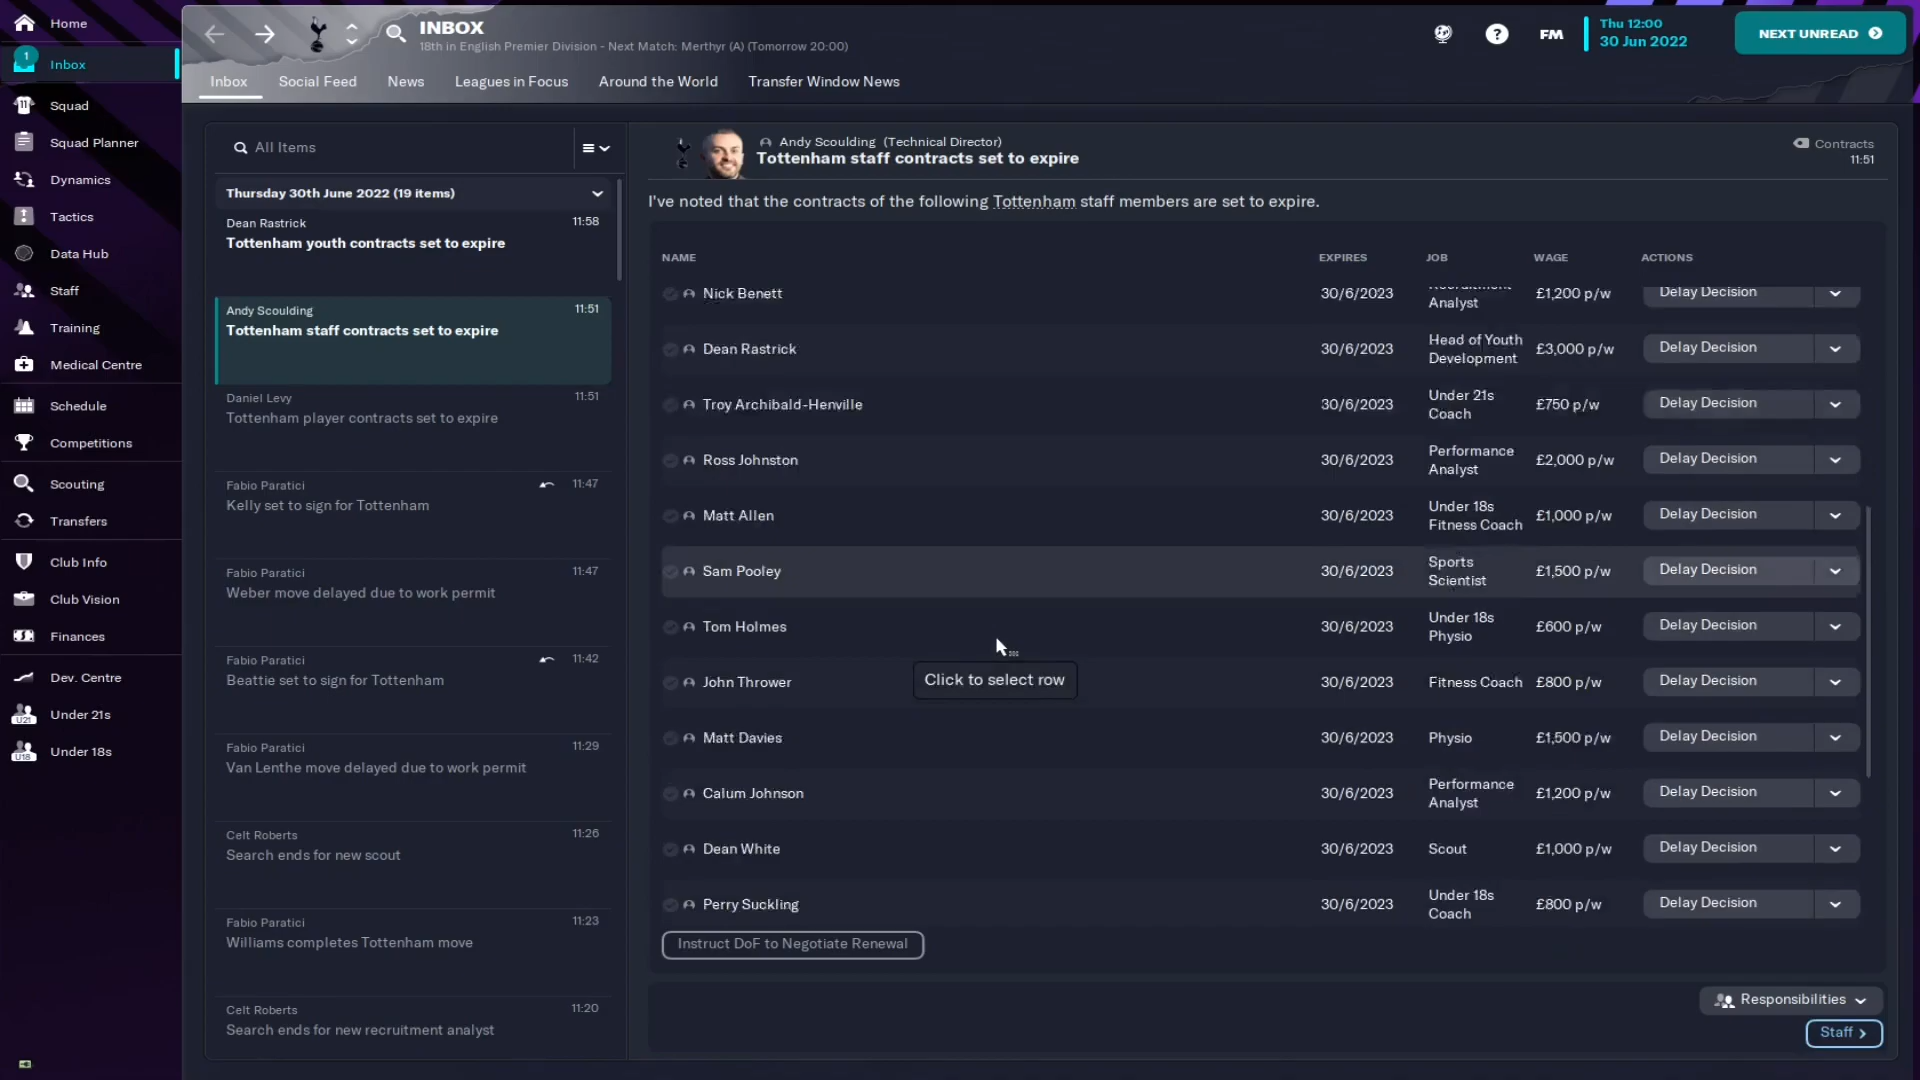 Home
1
Inbox
11
Squad
Squad Planner
Dynamics
Tactics
Data Hub
Staff
Training
Medical Centre
Schedule
Competitions
Scouting
Transfers
Club Info
Club Vision
Finances
Dev. Centre
U21
Under 21s
U18
Under 18s
INBOX
18th in English Premier Division - Next Match: Merthyr (A) (Tomorrow 20:00)
?
FM
Thu 12:00
30 Jun 2022
NEXT UNREAD
Inbox
Social Feed
News
Leagues in Focus
Around the World
Transfer Window News
All Items
Thursday 30th June 2022 (19 items)
Dean Rastrick 11:58
Tottenham youth contracts set to expire
Andy Scoulding 11:51
Tottenham staff contracts set to expire
Daniel Levy 11:51
Tottenham player contracts set to expire
Fabio Paratici 11:47
Kelly set to sign for Tottenham
Fabio Paratici 11:47
Weber move delayed due to work permit
Fabio Paratici 11:42
Beattie set to sign for Tottenham
Fabio Paratici 11:29
Van Lenthe move delayed due to work permit
Celt Roberts 11:26
Search ends for new scout
Fabio Paratici 11:23
Williams completes Tottenham move
Celt Roberts 11:20
Search ends for new recruitment analyst
Andy Scoulding (Technical Director)
Tottenham staff contracts set to expire
Contracts
11:51
I've noted that the contracts of the following Tottenham staff members are set to expire.
NAME EXPIRES JOB WAGE ACTIONS
Nick Benett 30/6/2023 Recruitment Analyst £1,200 p/w Delay Decision
Dean Rastrick 30/6/2023 Head of Youth Development £3,000 p/w Delay Decision
Troy Archibald-Henville 30/6/2023 Under 21s Coach £750 p/w Delay Decision
Ross Johnston 30/6/2023 Performance Analyst £2,000 p/w Delay Decision
Matt Allen 30/6/2023 Under 18s Fitness Coach £1,000 p/w Delay Decision
Sam Pooley 30/6/2023 Sports Scientist £1,500 p/w Delay Decision
Tom Holmes 30/6/2023 Under 18s Physio £600 p/w Delay Decision
Click to select row
John Thrower 30/6/2023 Fitness Coach £800 p/w Delay Decision
Matt Davies 30/6/2023 Physio £1,500 p/w Delay Decision
Calum Johnson 30/6/2023 Performance Analyst £1,200 p/w Delay Decision
Dean White 30/6/2023 Scout £1,000 p/w Delay Decision
Perry Suckling 30/6/2023 Under 18s Coach £800 p/w Delay Decision
Instruct DoF to Negotiate Renewal
Responsibilities
Staff